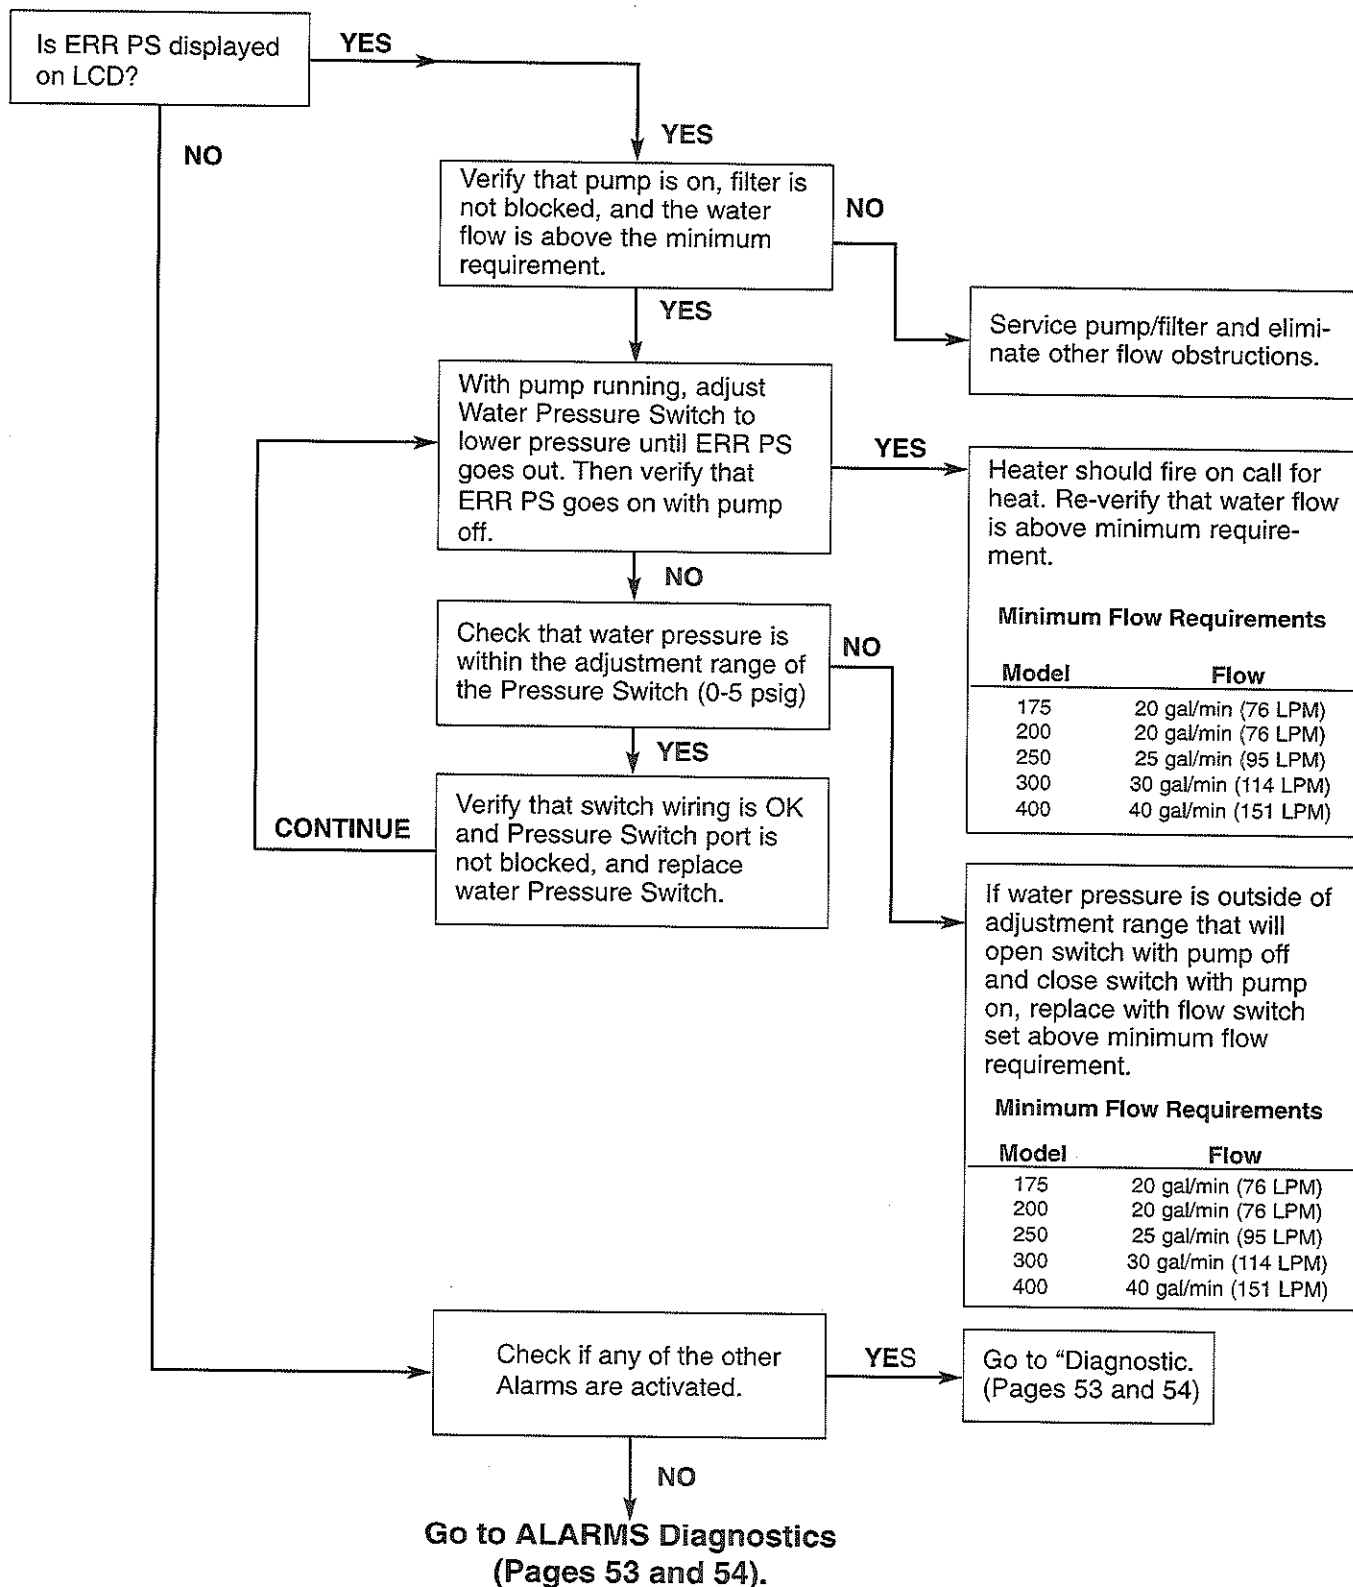 Is ERR PS displayed
on LCD?
YES
NO
YES
Verify that pump is on, filter is
not blocked, and the water
flow is above the minimum
requirement.
NO
YES
Service pump/filter and elimi-
nate other flow obstructions.
With pump running, adjust
Water Pressure Switch to
lower pressure until ERR PS
goes out. Then verify that
ERR PS goes on with pump
off.
YES
Heater should fire on call for
heat. Re-verify that water flow
is above minimum require-
ment.
Minimum Flow Requirements
Model Flow
175 20 gal/min (76 LPM)
200 20 gal/min (76 LPM)
250 25 gal/min (95 LPM)
300 30 gal/min (114 LPM)
400 40 gal/min (151 LPM)
NO
Check that water pressure is
within the adjustment range of
the Pressure Switch (0-5 psig)
NO
YES
Verify that switch wiring is OK
and Pressure Switch port is
not blocked, and replace
water Pressure Switch.
CONTINUE
If water pressure is outside of
adjustment range that will
open switch with pump off
and close switch with pump
on, replace with flow switch
set above minimum flow
requirement.
Minimum Flow Requirements
Model Flow
175 20 gal/min (76 LPM)
200 20 gal/min (76 LPM)
250 25 gal/min (95 LPM)
300 30 gal/min (114 LPM)
400 40 gal/min (151 LPM)
Check if any of the other
Alarms are activated.
YES
Go to “Diagnostic.
(Pages 53 and 54)
NO
Go to ALARMS Diagnostics
(Pages 53 and 54).